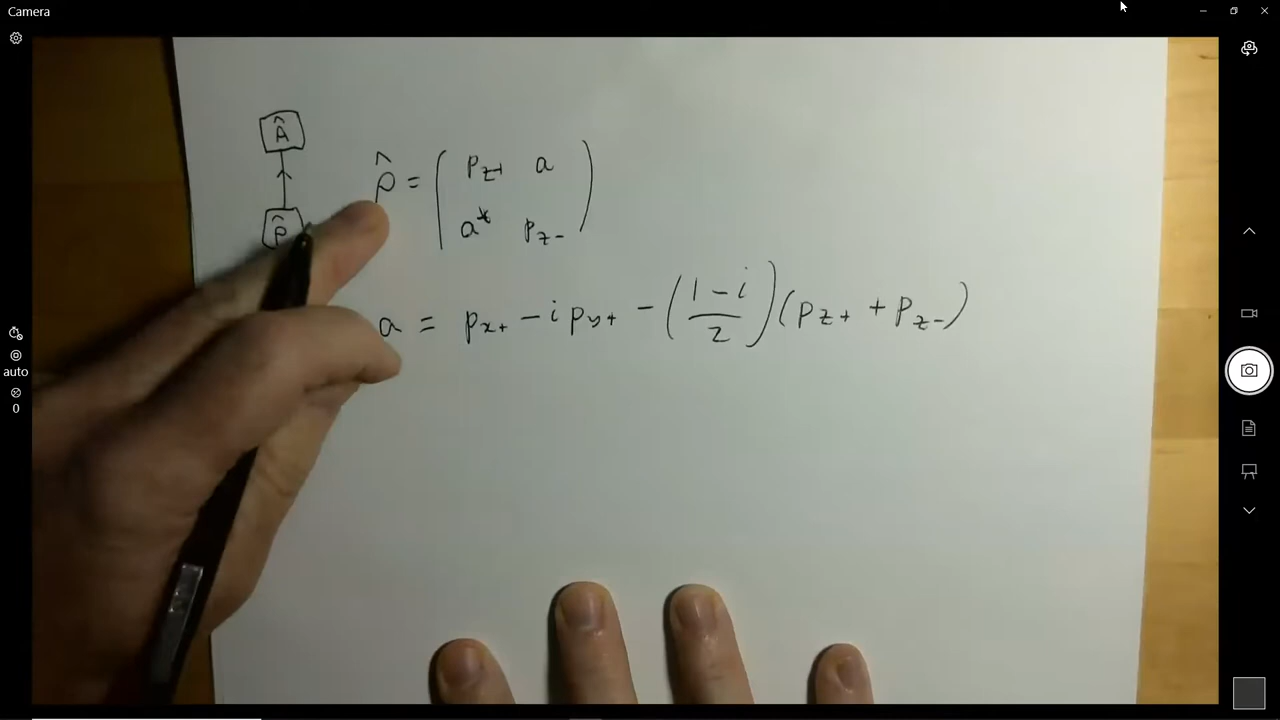 Camera
Â
ρ̂
ρ̂ = ( p_{z+} a
a* p_{z-} )
a = p_{x+} - i p_{y+} - ( (1 - i) / 2 ) ( p_{z+} + p_{z-} )
auto
0